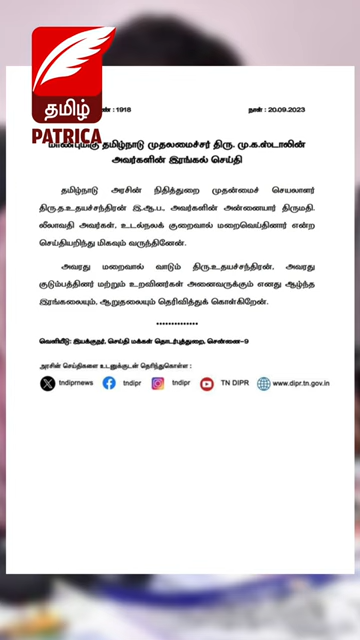 தமிழ்
PATRICA
எண் : 1918 நாள் : 20.09.2023
தமிழ்நாடு முதலமைச்சர் திரு. மு.க.ஸ்டாலின்
அவர்களின் இரங்கல் செய்தி
தமிழ்நாடு அரசின் நிதித்துறை முதன்மைச் செயலாளர்
திரு.த.உதயச்சந்திரன் இ.ஆ.ப., அவர்களின் அன்னையார் திருமதி.
லீலாவதி அவர்கள், உடல்நலக் குறைவால் மறைவெய்தினார் என்ற
செய்தியறிந்து மிகவும் வருந்தினேன்.
அவரது மறைவால் வாடும் திரு.உதயச்சந்திரன், அவரது
குடும்பத்தினர் மற்றும் உறவினர்கள் அனைவருக்கும் எனது ஆழ்ந்த
இரங்கலையும், ஆறுதலையும் தெரிவித்துக் கொள்கிறேன்.
**************
வெளியீடு: இயக்குநர், செய்தி மக்கள் தொடர்புத்துறை, சென்னை-9
அரசின் செய்திகளை உடனுக்குடன் தெரிந்துகொள்ள :
tndiprnews tndipr tndipr TN DIPR www.dipr.tn.gov.in